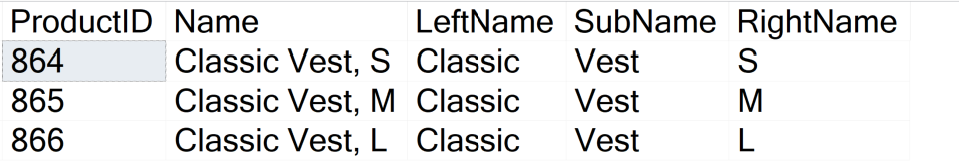 ProductID Name LeftName SubName RightName
864 Classic Vest, S Classic Vest S
865 Classic Vest, M Classic Vest M
866 Classic Vest, L Classic Vest L